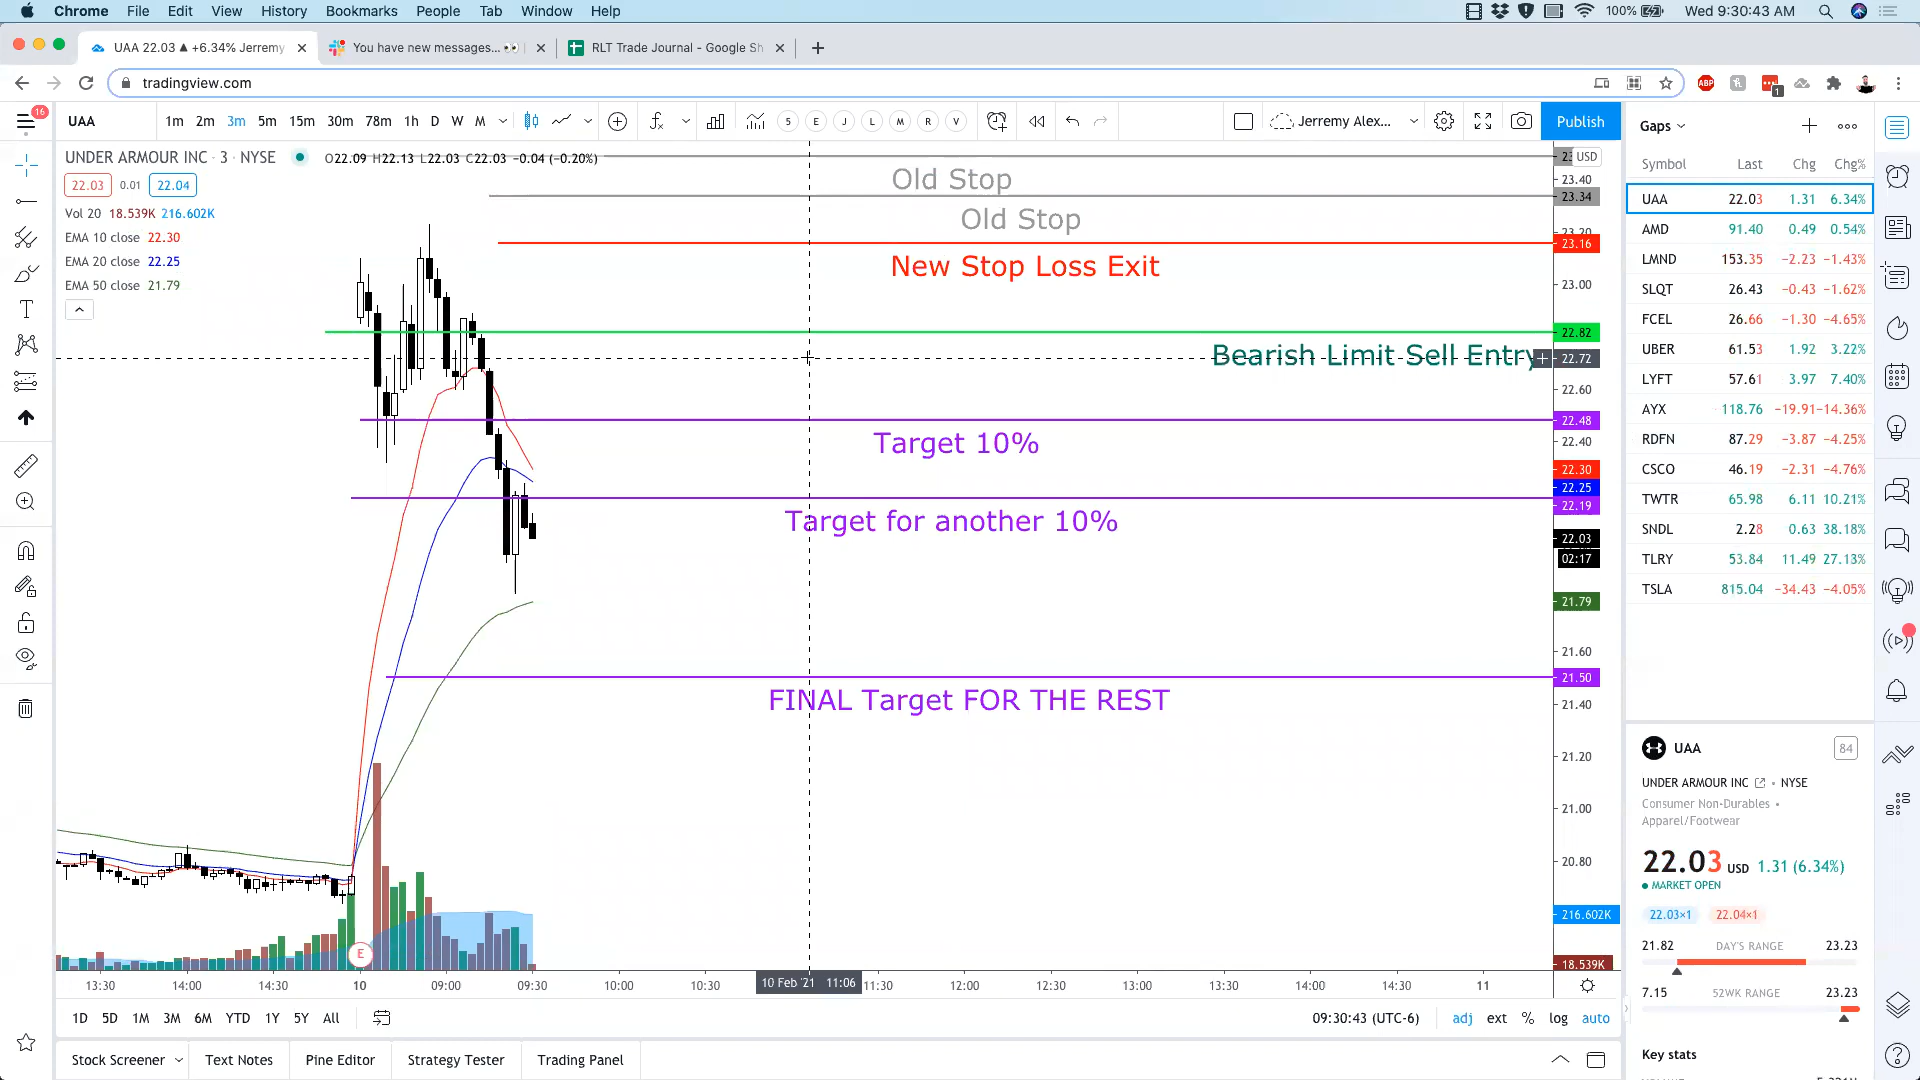 Chrome File Edit View History Bookmarks People Tab Window Help 100% Wed 9:30:43 AM
UAA 22.03 ▲ +6.34% Jerremy You have new messages... 👀 RLT Trade Journal - Google Sh
tradingview.com ABP 1
16 UAA 1m 2m 3m 5m 15m 30m 78m 1h D W M S E J L M R V Jerremy Alex... Publish
UNDER ARMOUR INC · 3 · NYSE O22.09 H22.13 L22.03 C22.03 −0.04 (−0.20%)
22.03 0.01 22.04
Vol 20 18.539K 216.602K
EMA 10 close 22.30
EMA 20 close 22.25
EMA 50 close 21.79
Old Stop
Old Stop
New Stop Loss Exit
Bearish Limit Sell Entry
Target 10%
Target for another 10%
FINAL Target FOR THE REST
E
USD
23.40
23.34
23.20
23.16
23.00
22.82
22.72
22.60
22.48
22.40
22.30
22.25
22.19
22.03
02:17
21.79
21.60
21.50
21.40
21.20
21.00
20.80
216.602K
18.539K
13:30 14:00 14:30 10 09:00 09:30 10:00 10:30 10 Feb '21 11:06 11:30 12:00 12:30 13:00 13:30 14:00 14:30 11
1D 5D 1M 3M 6M YTD 1Y 5Y All 09:30:43 (UTC-6) adj ext % log auto
Stock Screener Text Notes Pine Editor Strategy Tester Trading Panel
Gaps
Symbol Last Chg Chg%
UAA 22.03 1.31 6.34%
AMD 91.40 0.49 0.54%
LMND 153.35 −2.23 −1.43%
SLQT 26.43 −0.43 −1.62%
FCEL 26.66 −1.30 −4.65%
UBER 61.53 1.92 3.22%
LYFT 57.61 3.97 7.40%
AYX 118.76 −19.91 −14.36%
RDFN 87.29 −3.87 −4.25%
CSCO 46.19 −2.31 −4.76%
TWTR 65.98 6.11 10.21%
SNDL 2.28 0.63 38.18%
TLRY 53.84 11.49 27.13%
TSLA 815.04 −34.43 −4.05%
UAA 84
UNDER ARMOUR INC • NYSE
Consumer Non-Durables •
Apparel/Footwear
22.03 USD 1.31 (6.34%)
● MARKET OPEN
22.03×1 22.04×1
21.82 DAY'S RANGE 23.23
7.15 52WK RANGE 23.23
Key stats